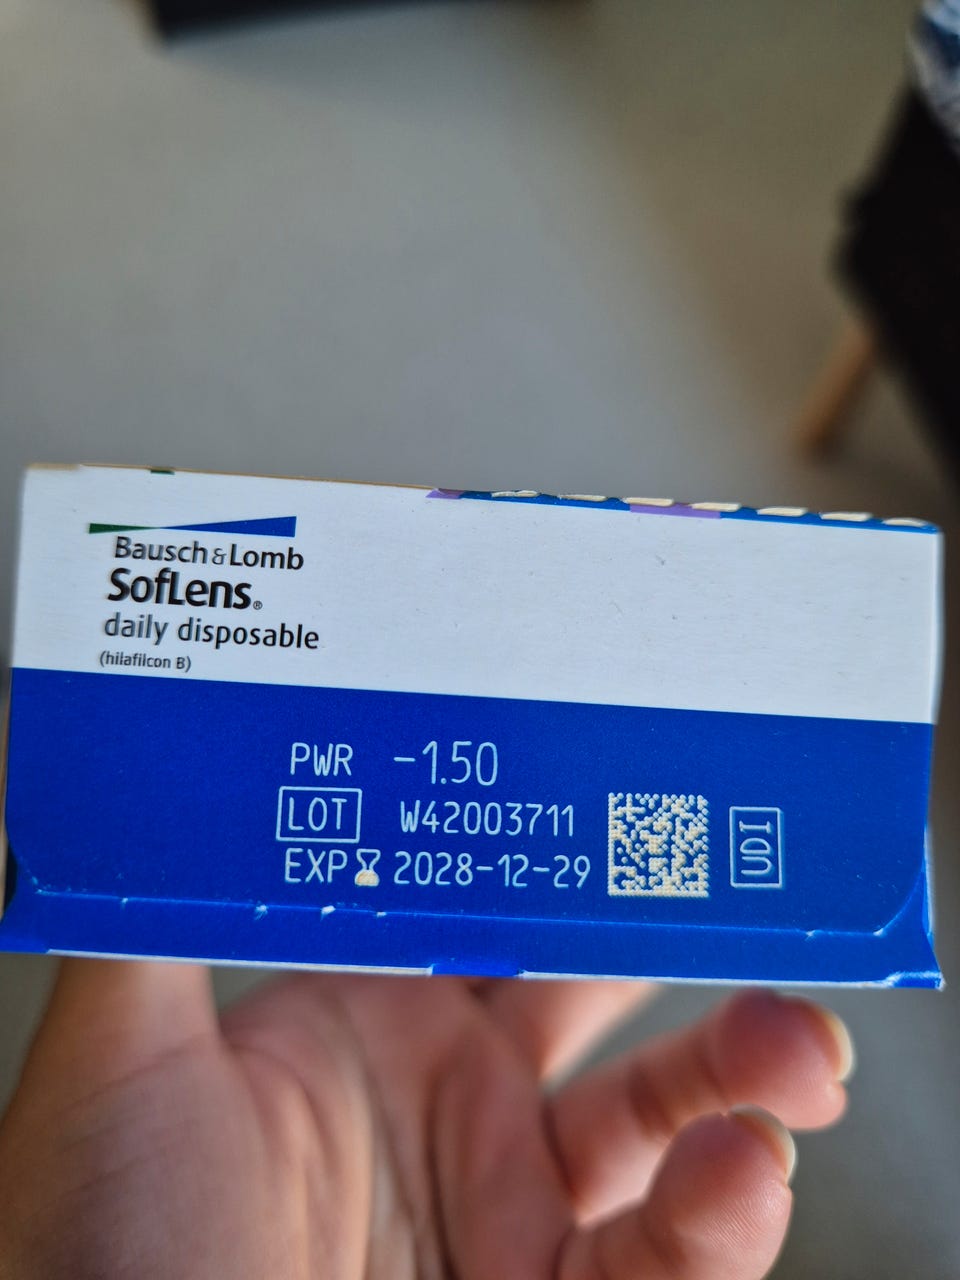 Bausch & Lomb
SofLens®
daily disposable
(hilafilcon B)
PWR -1.50
LOT W42003711
EXP 2028-12-29
UDI